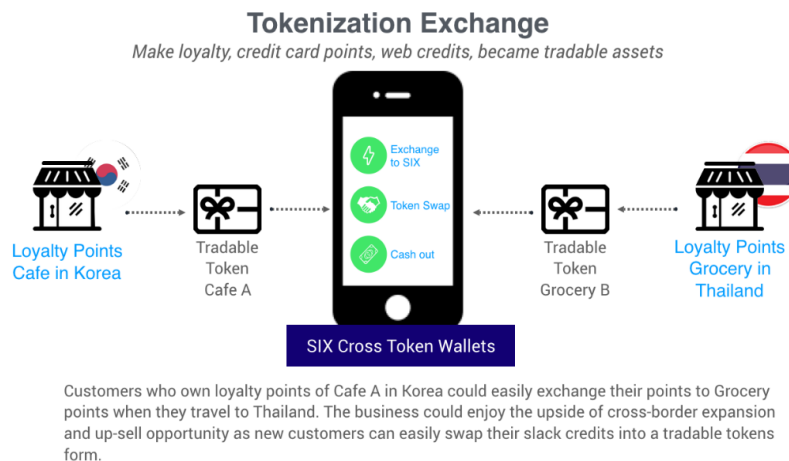 Tokenization Exchange
Make loyalty, credit card points, web credits, became tradable assets
Exchange
to SIX
Token Swap
Cash out
Loyalty Points
Cafe in Korea
Tradable
Token
Cafe A
Tradable
Token
Grocery B
Loyalty Points
Grocery in
Thailand
SIX Cross Token Wallets
Customers who own loyalty points of Cafe A in Korea could easily exchange their points to Grocery
points when they travel to Thailand. The business could enjoy the upside of cross-border expansion
and up-sell opportunity as new customers can easily swap their slack credits into a tradable tokens
form.